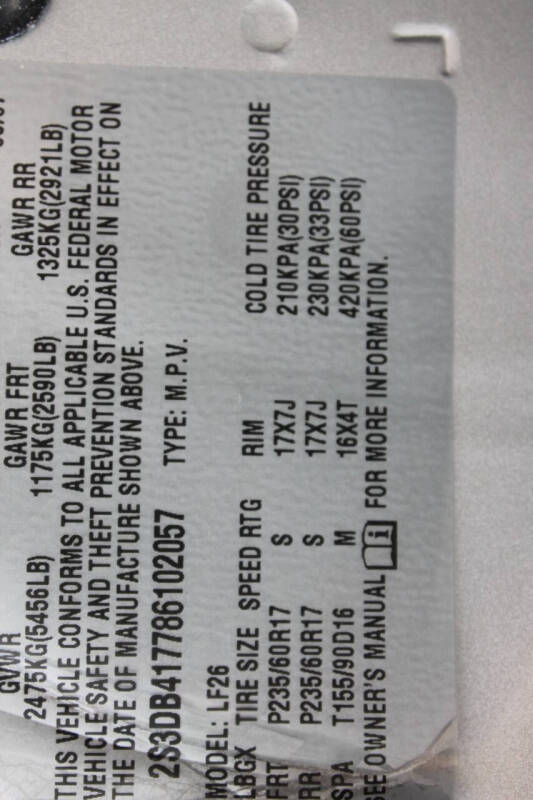 GVWR GAWR FRT GAWR RR
2475KG(5456LB) 1175KG(2590LB) 1325KG(2921LB)
THIS VEHICLE CONFORMS TO ALL APPLICABLE U.S. FEDERAL MOTOR
VEHICLE SAFETY AND THEFT PREVENTION STANDARDS IN EFFECT ON
THE DATE OF MANUFACTURE SHOWN ABOVE.
2S3DB417786102057 TYPE: M.P.V.
MODEL: LF26
LBGX TIRE SIZE SPEED RTG RIM COLD TIRE PRESSURE
FRT P235/60R17 S 17X7J 210KPA(30PSI)
RR P235/60R17 S 17X7J 230KPA(33PSI)
SPA T155/90D16 M 16X4T 420KPA(60PSI)
SEE OWNER'S MANUAL FOR MORE INFORMATION.